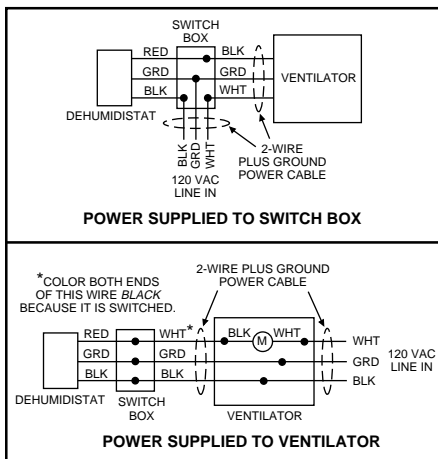 SWITCH
BOX
RED
BLK
GRD
GRD
BLK
WHT
VENTILATOR
DEHUMIDISTAT
BLK
GRD
WHT
2-WIRE
PLUS GROUND
POWER CABLE
120 VAC
LINE IN
POWER SUPPLIED TO SWITCH BOX
*COLOR BOTH ENDS
OF THIS WIRE BLACK
BECAUSE IT IS SWITCHED.
2-WIRE PLUS GROUND
POWER CABLE
RED
WHT*
BLK
M
WHT
WHT
GRD
GRD
GRD
120 VAC
LINE IN
BLK
BLK
BLK
DEHUMIDISTAT
SWITCH
BOX
VENTILATOR
POWER SUPPLIED TO VENTILATOR